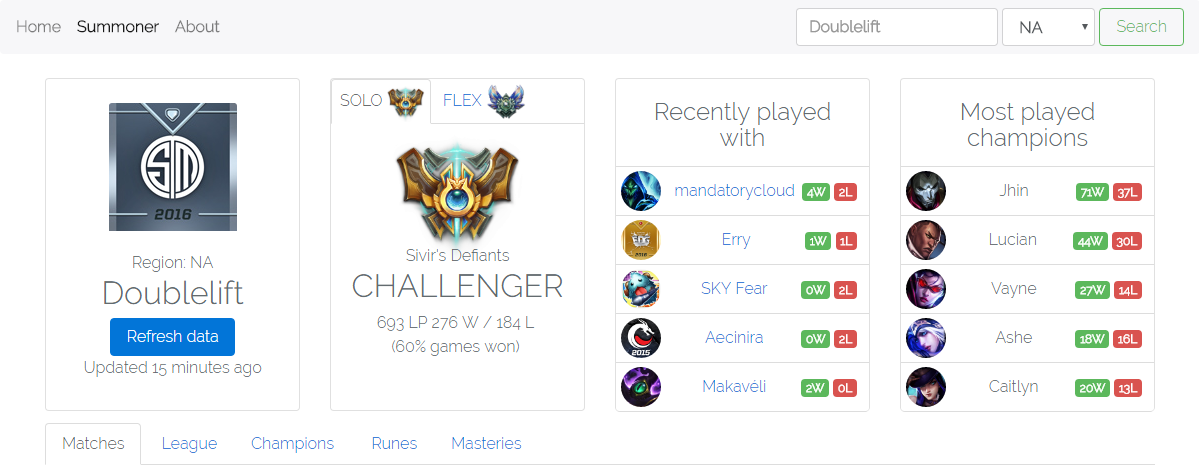 Home Summoner About Doublelift NA Search
SM
2016
Region: NA
Doublelift
Refresh data
Updated 15 minutes ago
SOLO FLEX
Sivir's Defiants
CHALLENGER
693 LP 276 W / 184 L
(60% games won)
Recently played
with
mandatorycloud 4W 2L
Erry 1W 1L
SKY Fear 0W 2L
2015 Aecinira 0W 2L
Makavéli 2W 0L
Most played
champions
Jhin 71W 37L
Lucian 44W 30L
Vayne 27W 14L
Ashe 18W 16L
Caitlyn 20W 13L
Matches League Champions Runes Masteries